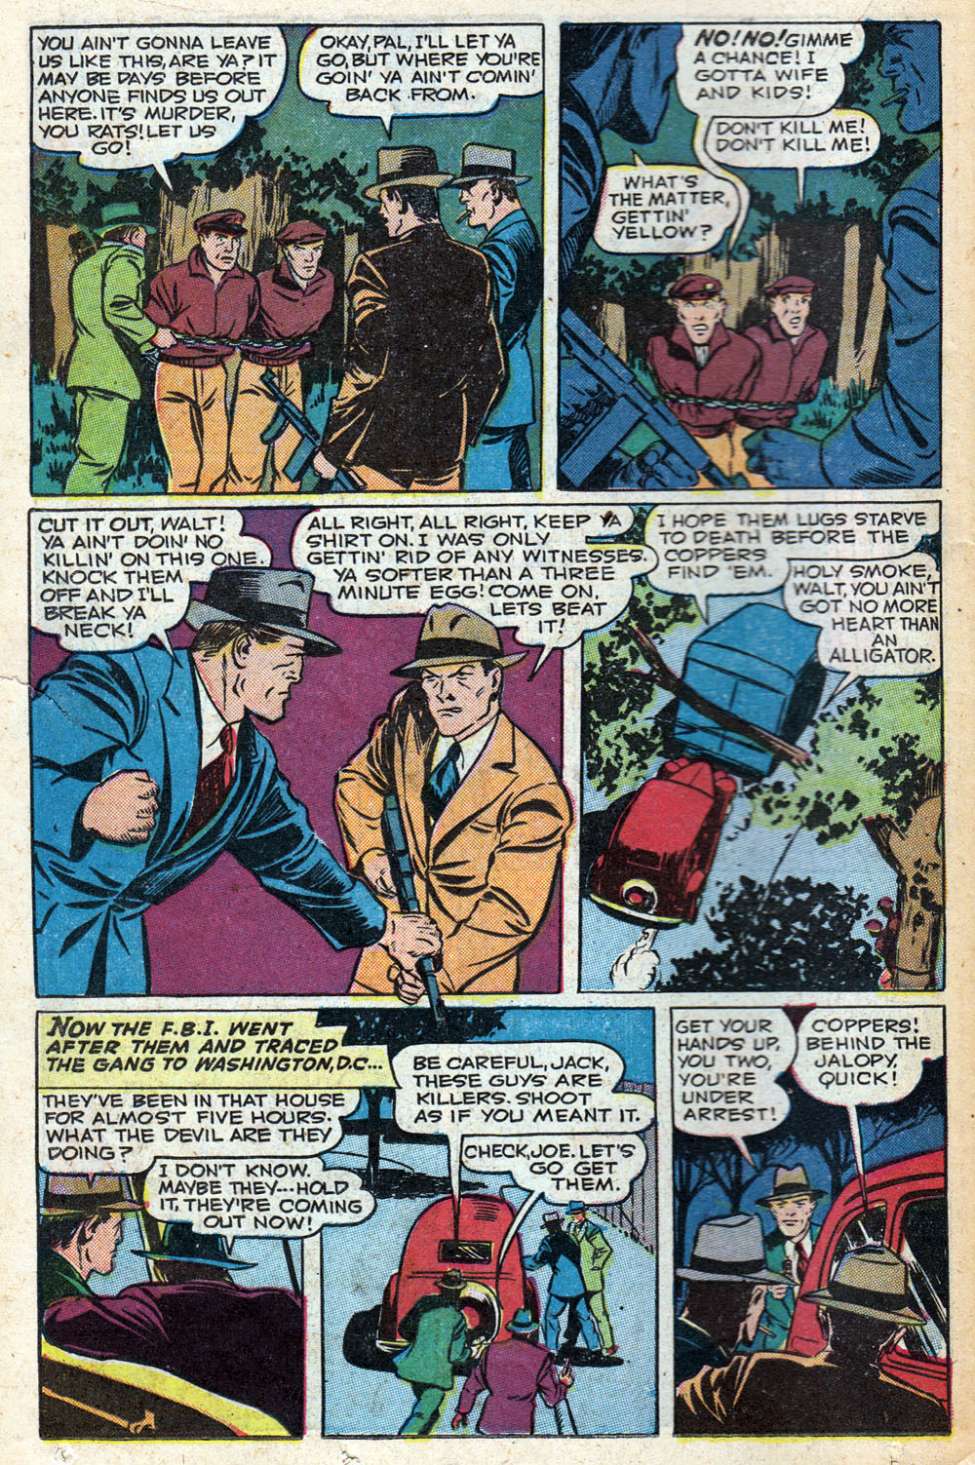 YOU AIN'T GONNA LEAVE
US LIKE THIS, ARE YA? IT
MAY BE DAYS BEFORE
ANYONE FINDS US OUT
HERE. IT'S MURDER,
YOU RATS! LET US
GO!
OKAY, PAL, I'LL LET YA
GO, BUT WHERE YOU'RE
GOIN' YA AIN'T COMIN'
BACK FROM.
NO! NO! GIMME
A CHANCE! I
GOTTA WIFE
AND KIDS!
DON'T KILL ME!
DON'T KILL ME!
WHAT'S
THE MATTER,
GETTIN'
YELLOW?
CUT IT OUT, WALT!
YA AIN'T DOIN' NO
KILLIN' ON THIS ONE.
KNOCK THEM
OFF AND I'LL
BREAK YA
NECK!
ALL RIGHT, ALL RIGHT, KEEP YA
SHIRT ON. I WAS ONLY
GETTIN' RID OF ANY WITNESSES.
YA SOFTER THAN A THREE
MINUTE EGG! COME ON,
LETS BEAT
IT!
I HOPE THEM LUGS STARVE
TO DEATH BEFORE THE
COPPERS
FIND 'EM.
HOLY SMOKE,
WALT, YOU AIN'T
GOT NO MORE
HEART THAN
AN
ALLIGATOR.
NOW THE F.B.I. WENT
AFTER THEM AND TRACED
THE GANG TO WASHINGTON, D.C...
THEY'VE BEEN IN THAT HOUSE
FOR ALMOST FIVE HOURS.
WHAT THE DEVIL ARE THEY
DOING?
I DON'T KNOW.
MAYBE THEY---HOLD
IT, THEY'RE COMING
OUT NOW!
BE CAREFUL, JACK,
THESE GUYS ARE
KILLERS. SHOOT
AS IF YOU MEANT IT.
CHECK, JOE. LET'S
GO GET
THEM.
GET YOUR
HANDS UP,
YOU TWO,
YOU'RE
UNDER
ARREST!
COPPERS!
BEHIND THE
JALOPY,
QUICK!